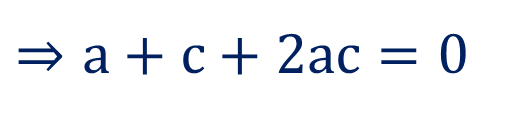 ⇒ a + c + 2ac = 0